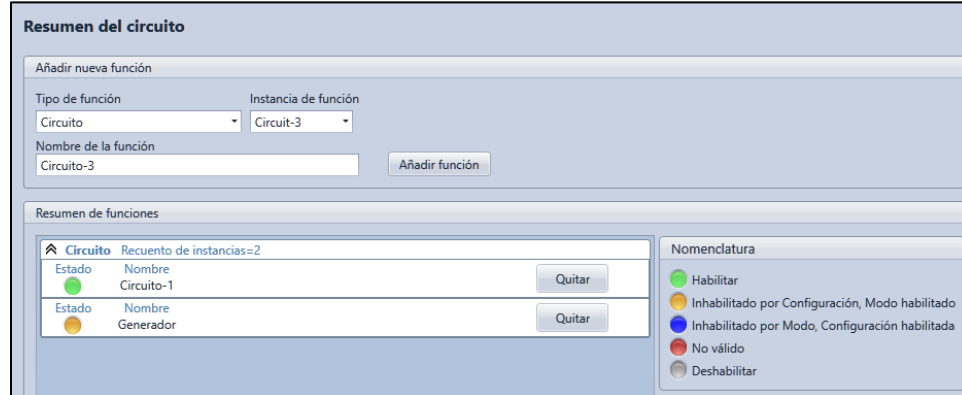 Resumen del circuito
Añadir nueva función
Tipo de función Instancia de función
Circuito Circuit-3
Nombre de la función
Circuito-3 Añadir función
Resumen de funciones
Circuito Recuento de instancias=2
Estado Nombre
Circuito-1 Quitar
Estado Nombre
Generador Quitar
Nomenclatura
Habilitar
Inhabilitado por Configuración, Modo habilitado
Inhabilitado por Modo, Configuración habilitada
No válido
Deshabilitar